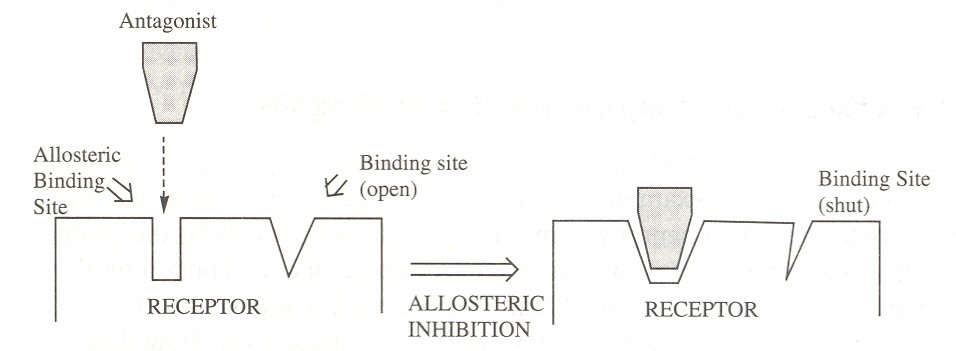 Antagonist
Allosteric
Binding
Site
Binding site
(open)
RECEPTOR
ALLOSTERIC
INHIBITION
Binding Site
(shut)
RECEPTOR